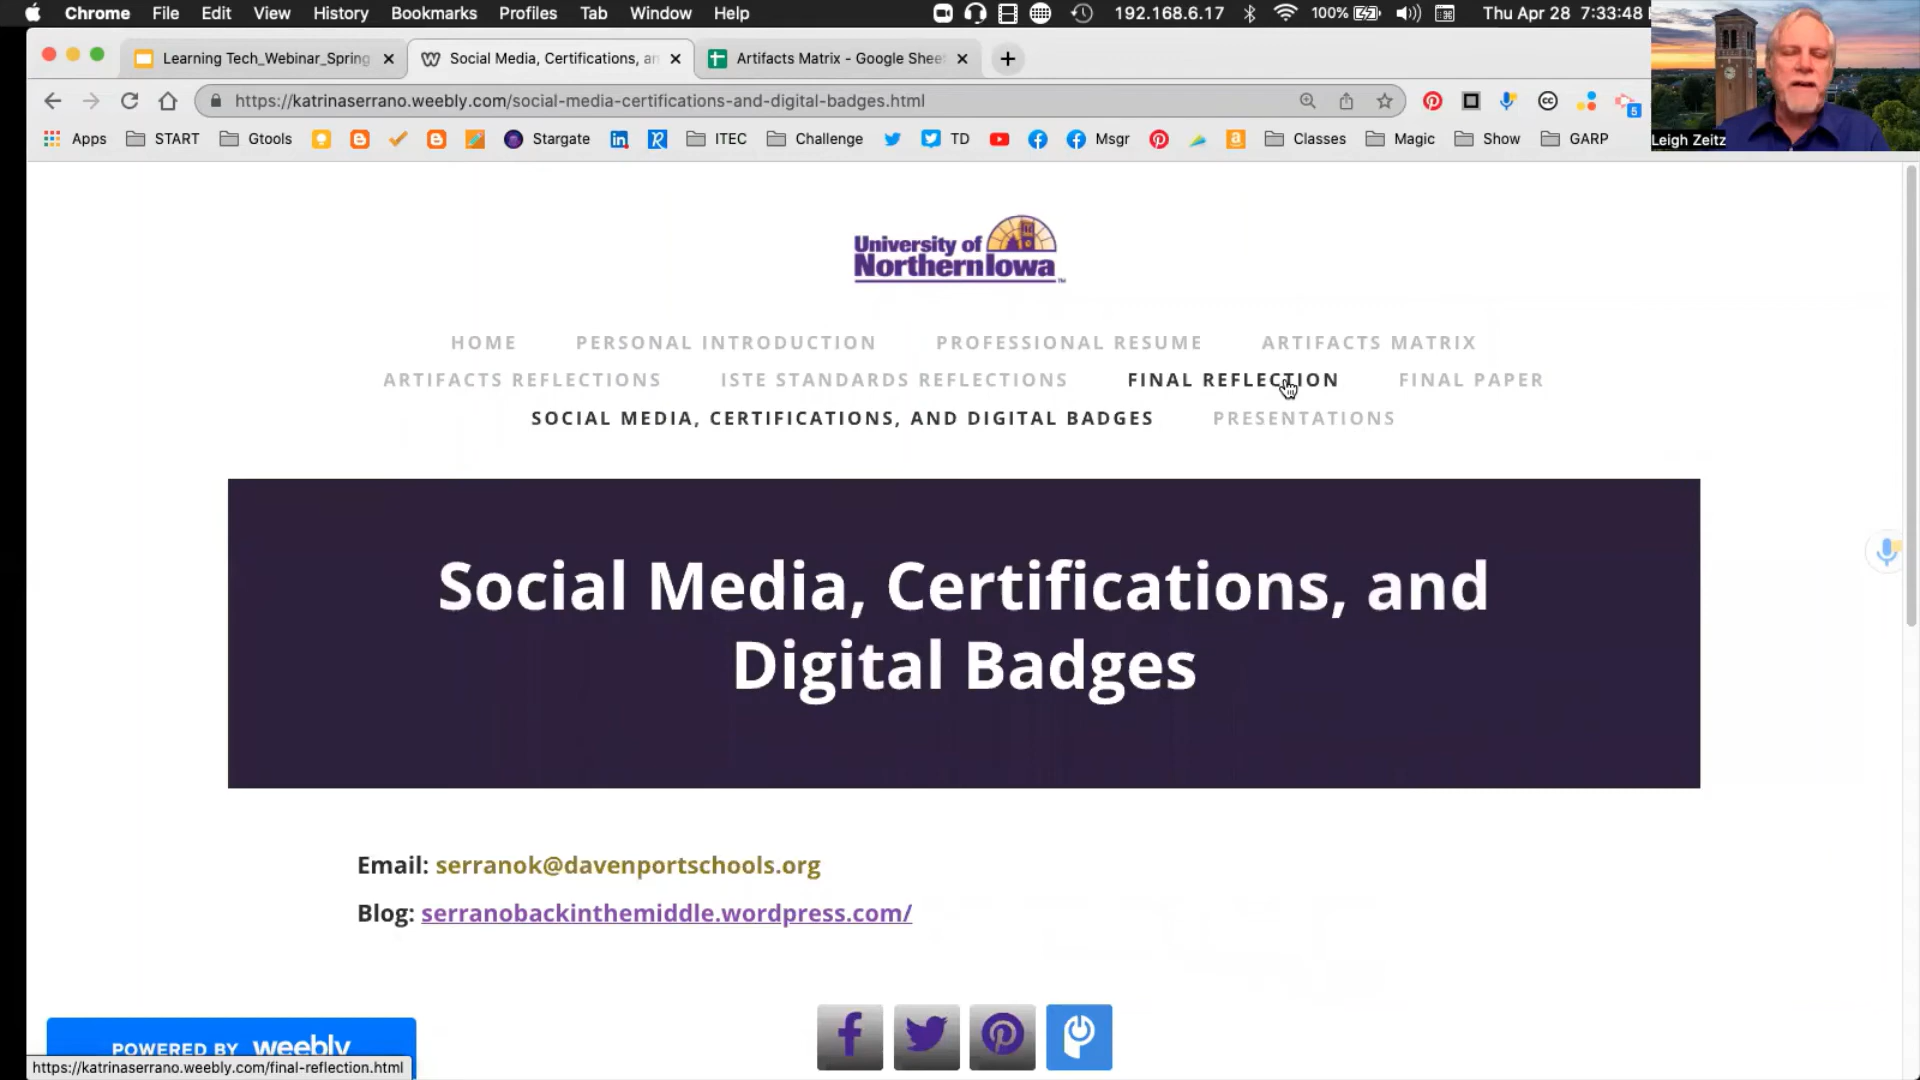 Chrome File Edit View History Bookmarks Profiles Tab Window Help 192.168.6.17 100% Thu Apr 28 7:33:48
Learning Tech_Webinar_Spring
Social Media, Certifications, an
Artifacts Matrix - Google Shee
https://katrinaserrano.weebly.com/social-media-certifications-and-digital-badges.html
5
Apps START Gtools Stargate ITEC Challenge TD Msgr Classes Magic Show GARP
Leigh Zeitz
University of
Northern Iowa
HOME PERSONAL INTRODUCTION PROFESSIONAL RESUME ARTIFACTS MATRIX
ARTIFACTS REFLECTIONS ISTE STANDARDS REFLECTIONS FINAL REFLECTION FINAL PAPER
SOCIAL MEDIA, CERTIFICATIONS, AND DIGITAL BADGES PRESENTATIONS
Social Media, Certifications, and
Digital Badges
Email: serranok@davenportschools.org
Blog: serranobackinthemiddle.wordpress.com/
POWERED BY weebly
https://katrinaserrano.weebly.com/final-reflection.html